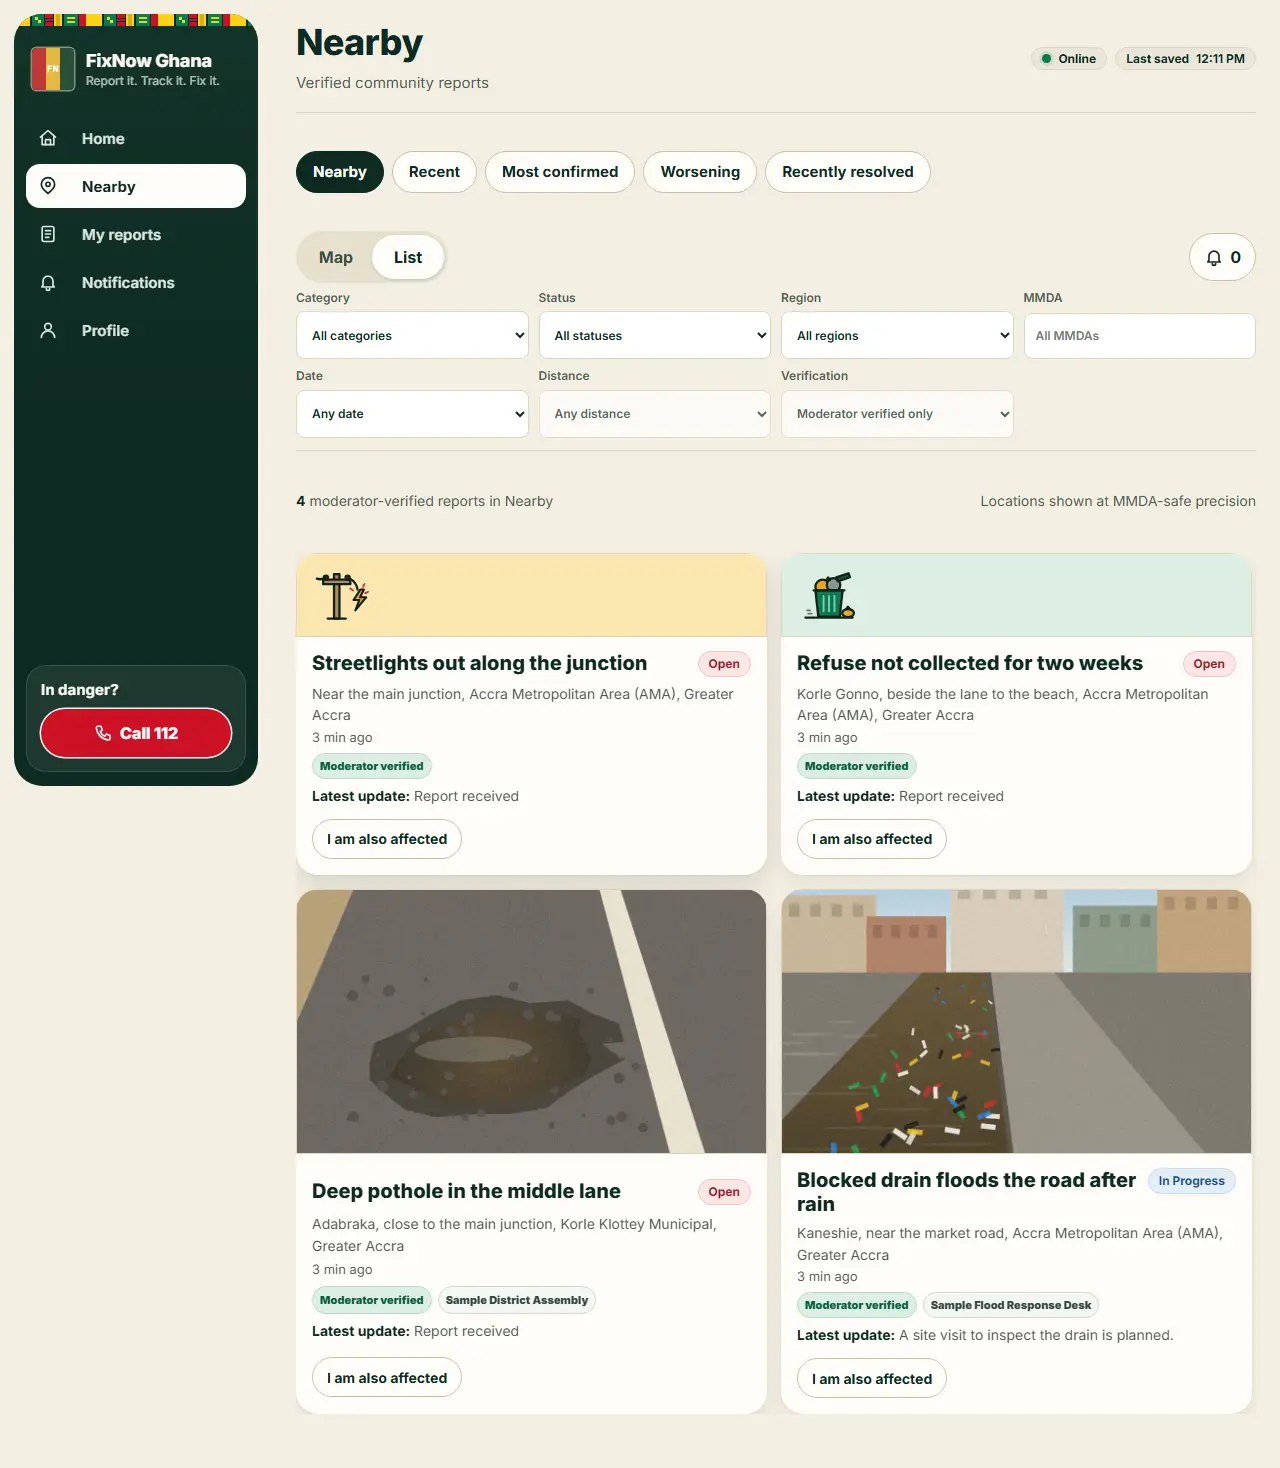 FN
FixNow Ghana
Report it. Track it. Fix it.
Home
Nearby
My reports
Notifications
Profile
In danger?
Call 112
Nearby
Verified community reports
Online
Last saved 12:11 PM
Nearby
Recent
Most confirmed
Worsening
Recently resolved
Map
List
0
Category
Status
Region
MMDA
All categories
All statuses
All regions
All MMDAs
Date
Distance
Verification
Any date
Any distance
Moderator verified only
4 moderator-verified reports in Nearby
Locations shown at MMDA-safe precision
Streetlights out along the junction
Open
Near the main junction, Accra Metropolitan Area (AMA), Greater
Accra
3 min ago
Moderator verified
Latest update: Report received
I am also affected
Refuse not collected for two weeks
Open
Korle Gonno, beside the lane to the beach, Accra Metropolitan
Area (AMA), Greater Accra
3 min ago
Moderator verified
Latest update: Report received
I am also affected
Deep pothole in the middle lane
Open
Adabraka, close to the main junction, Korle Klottey Municipal,
Greater Accra
3 min ago
Moderator verified
Sample District Assembly
Latest update: Report received
I am also affected
Blocked drain floods the road after
rain
In Progress
Kaneshie, near the market road, Accra Metropolitan Area (AMA),
Greater Accra
3 min ago
Moderator verified
Sample Flood Response Desk
Latest update: A site visit to inspect the drain is planned.
I am also affected